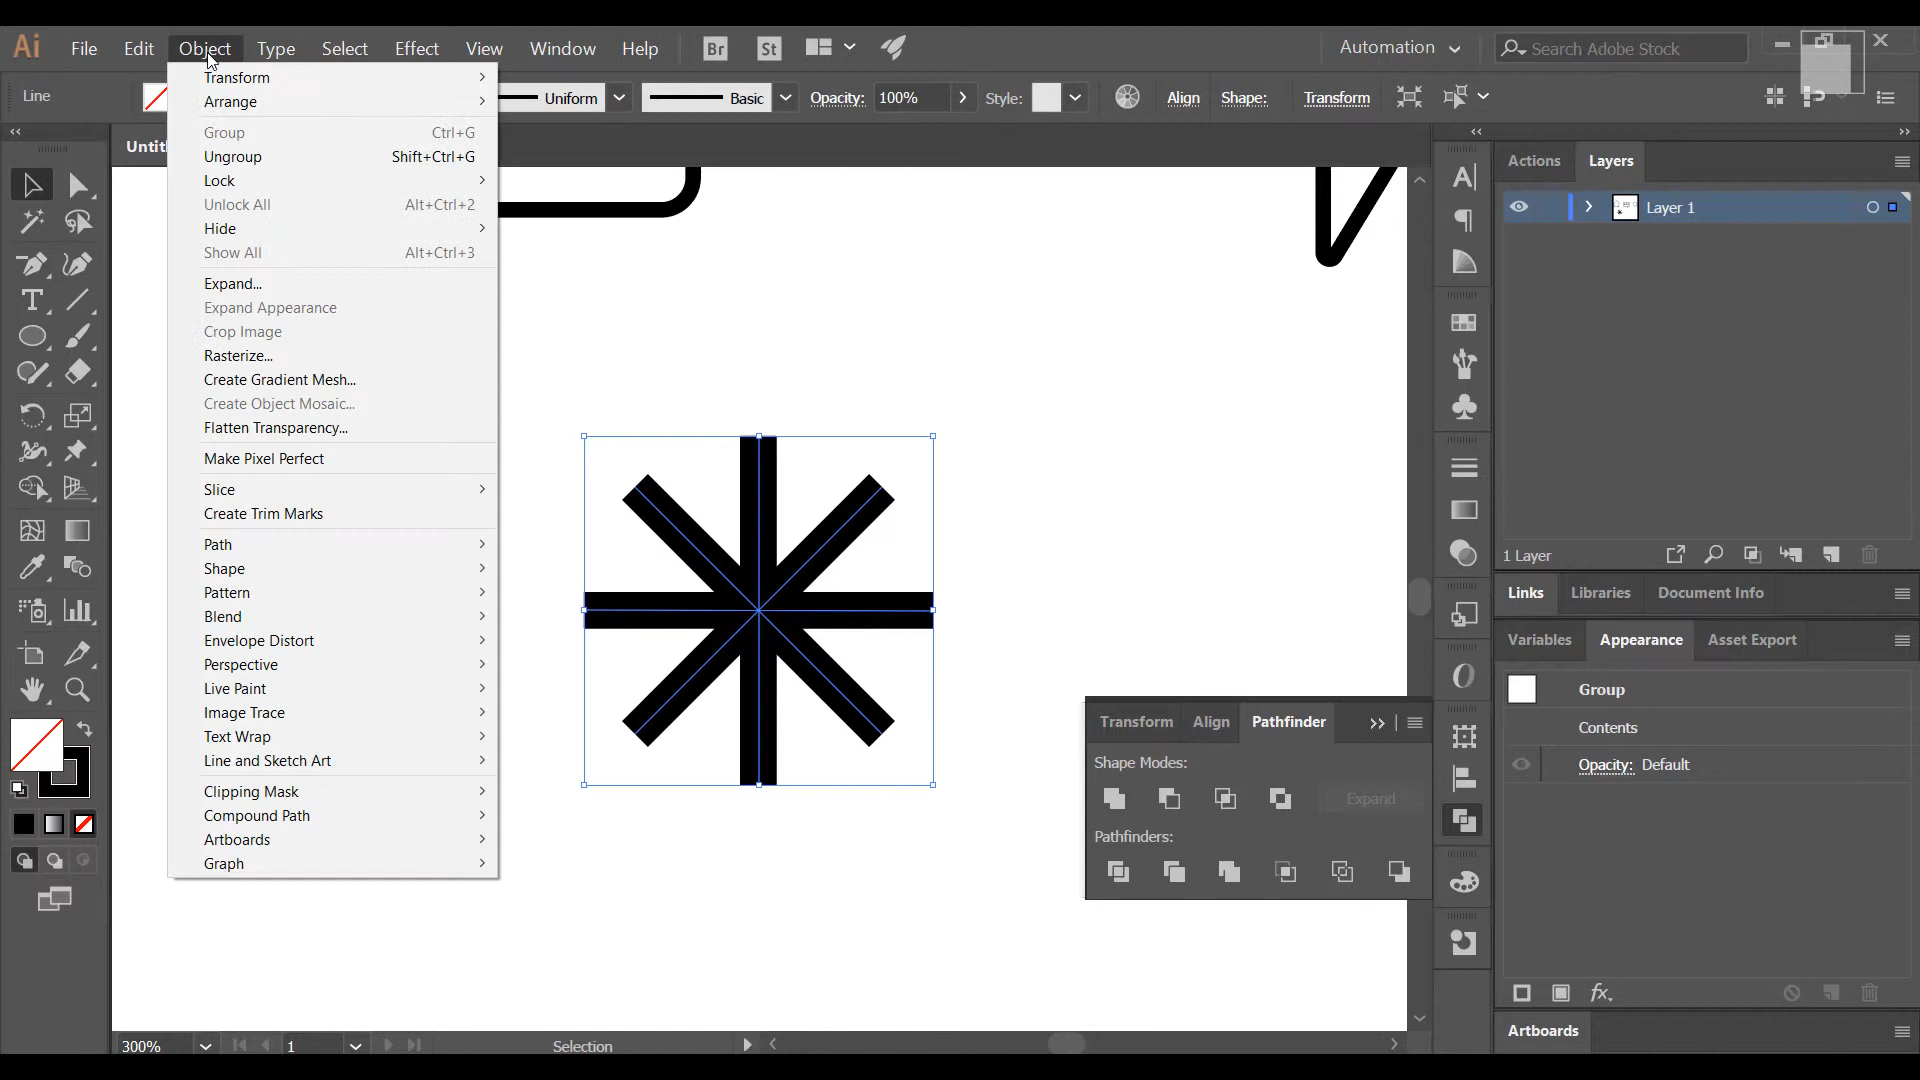 Ai File Edit Object Type Select Effect View Window Help Br St Automation Search Adobe Stock
Line Uniform Basic Opacity: 100% Style: Align Shape: Transform
Untit
Transform
Arrange
Group Ctrl+G
Ungroup Shift+Ctrl+G
Lock
Unlock All Alt+Ctrl+2
Hide
Show All Alt+Ctrl+3
Expand...
Expand Appearance
Crop Image
Rasterize...
Create Gradient Mesh...
Create Object Mosaic...
Flatten Transparency...
Make Pixel Perfect
Slice
Create Trim Marks
Path
Shape
Pattern
Blend
Envelope Distort
Perspective
Live Paint
Image Trace
Text Wrap
Line and Sketch Art
Clipping Mask
Compound Path
Artboards
Graph
Transform Align Pathfinder
Shape Modes:
Expand
Pathfinders:
Actions Layers
Layer 1
1 Layer
Links Libraries Document Info
Variables Appearance Asset Export
Group
Contents
Opacity: Default
fx
Artboards
300% 1 Selection